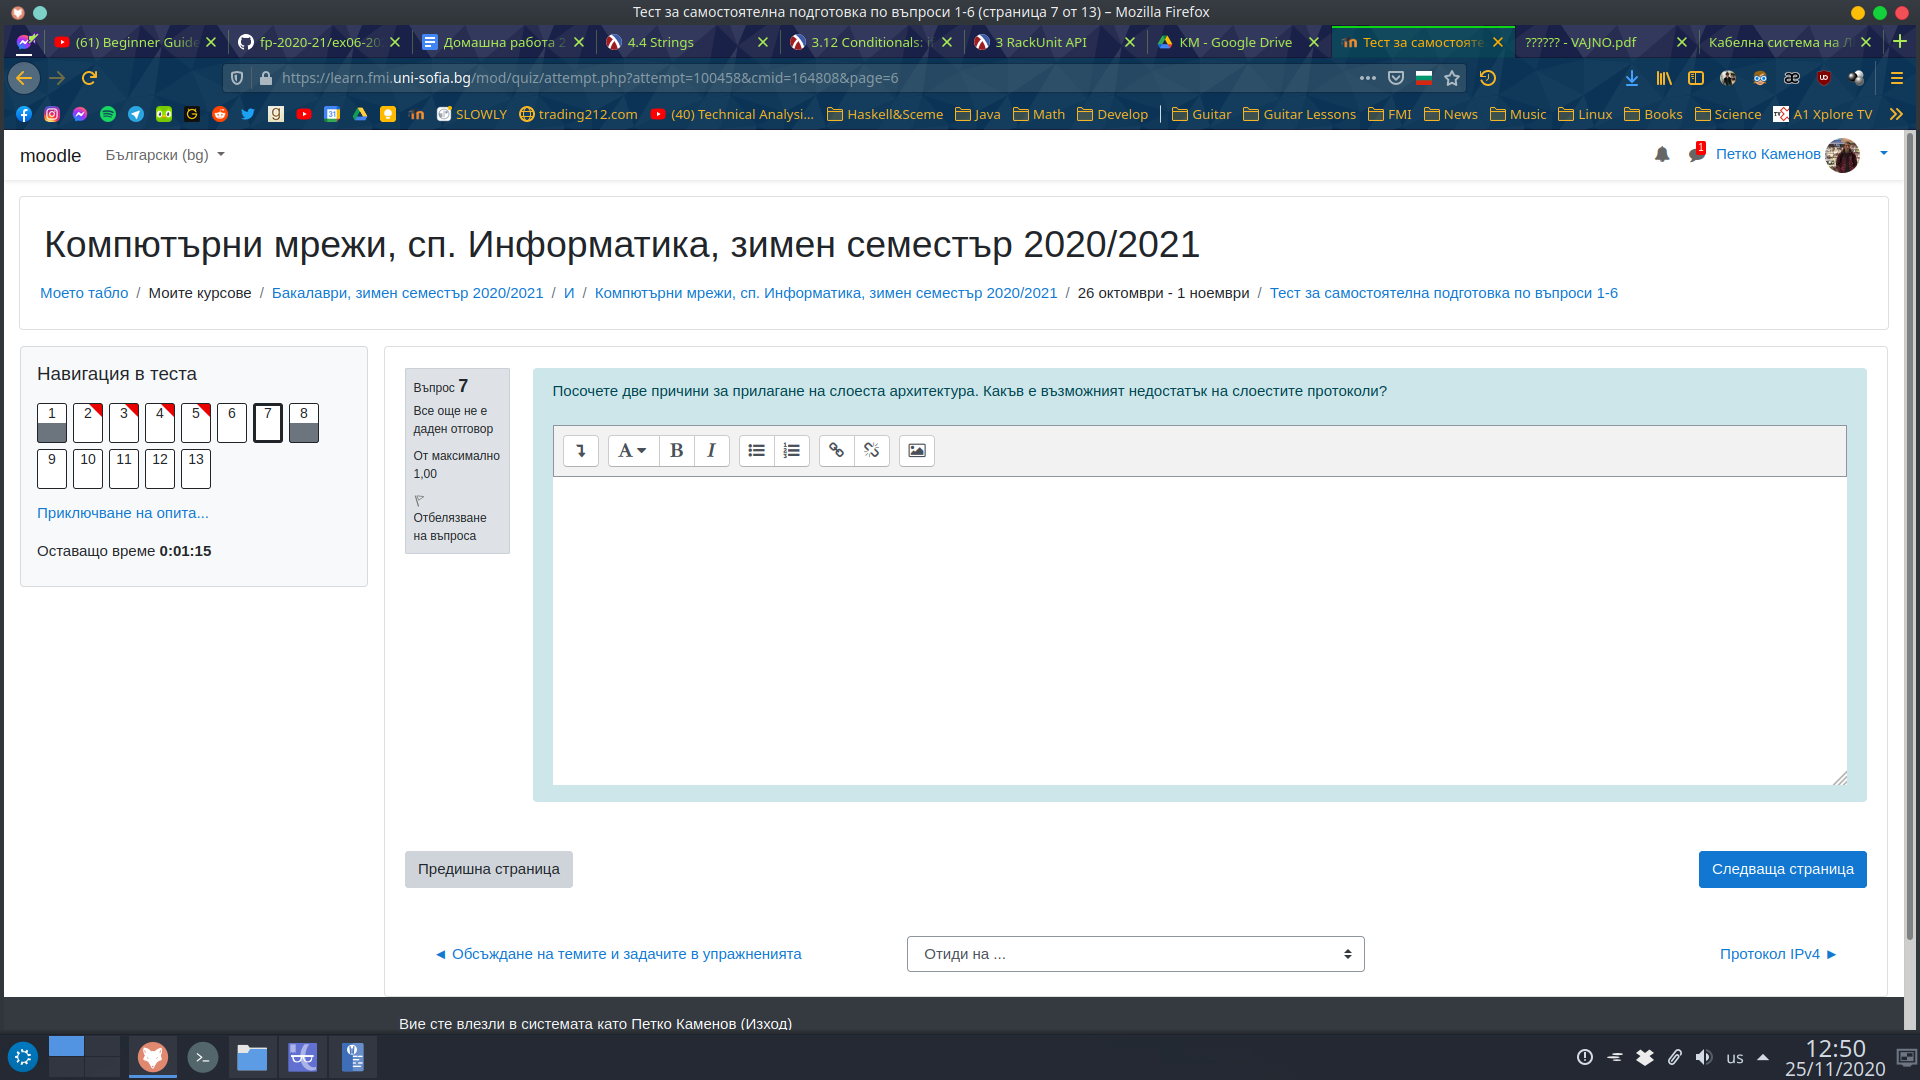 Тест за самостоятелна подготовка по въпроси 1-6 (страница 7 от 13) – Mozilla Firefox
(61) Beginner Guide
fp-2020-21/ex06-20
Домашна работа 2
4.4 Strings
3.12 Conditionals: i
3 RackUnit API
КМ - Google Drive
Тест за самостояте
?????? - VAJNO.pdf
Кабелна система на Л
https://learn.fmi.uni-sofia.bg/mod/quiz/attempt.php?attempt=100458&cmid=164808&page=6
SLOWLY
trading212.com
(40) Technical Analysi...
Haskell&Sceme
Java
Math
Develop
Guitar
Guitar Lessons
FMI
News
Music
Linux
Books
Science
A1 Xplore TV
moodle
Български (bg)
1
Петко Каменов
Компютърни мрежи, сп. Информатика, зимен семестър 2020/2021
Моето табло / Моите курсове / Бакалаври, зимен семестър 2020/2021 / И / Компютърни мрежи, сп. Информатика, зимен семестър 2020/2021 / 26 октомври - 1 ноември / Тест за самостоятелна подготовка по въпроси 1-6
Навигация в теста
1 2 3 4 5 6 7 8
9 10 11 12 13
Приключване на опита...
Оставащо време 0:01:15
Въпрос 7
Все още не е
даден отговор
От максимално
1,00
Отбелязване
на въпроса
Посочете две причини за прилагане на слоеста архитектура. Какъв е възможният недостатък на слоестите протоколи?
A B I
Предишна страница
Следваща страница
◄ Обсъждане на темите и задачите в упражненията
Отиди на ...
Протокол IPv4 ►
Вие сте влезли в системата като Петко Каменов (Изход)
us
12:50
25/11/2020